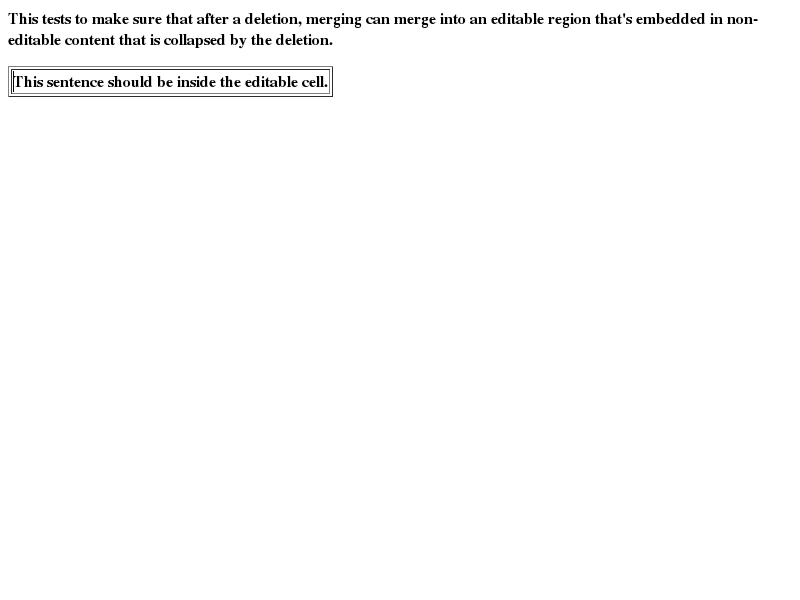 This tests to make sure that after a deletion, merging can merge into an editable region that's embedded in non-
editable content that is collapsed by the deletion.
This sentence should be inside the editable cell.